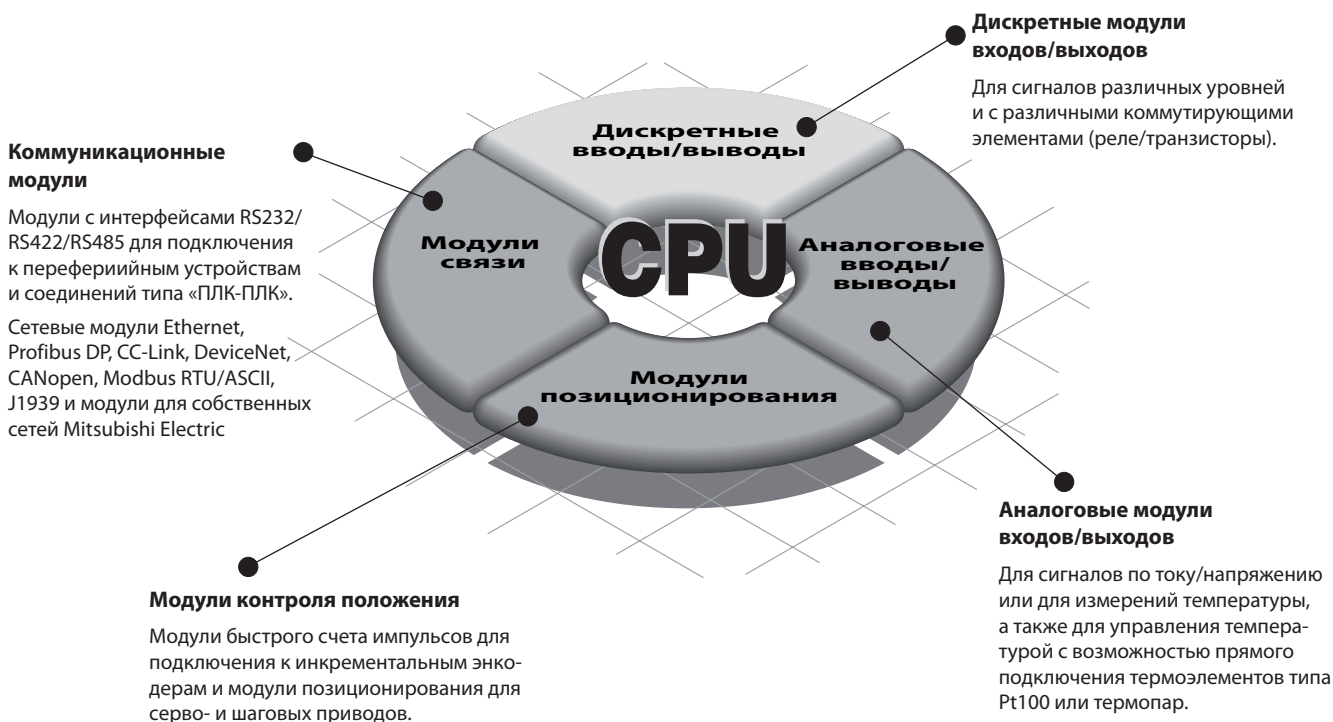 Дискретные модули
входов/выходов
Для сигналов различных уровней
и с различными коммутирующими
элементами (реле/транзисторы).
Коммуникационные
модули
Модули с интерфейсами RS232/
RS422/RS485 для подключения
к перефериийным устройствам
и соединений типа «ПЛК-ПЛК».
Сетевые модули Ethernet,
Profibus DP, CC-Link, DeviceNet,
CANopen, Modbus RTU/ASCII,
J1939 и модули для собственных
сетей Mitsubishi Electric
Дискретные
вводы/выводы
Модули
связи
CPU
Аналоговые
вводы/
выводы
Модули
позиционирования
Аналоговые модули
входов/выходов
Для сигналов по току/напряжению
или для измерений температуры,
а также для управления темпера-
турой с возможностью прямого
подключения термоэлементов типа
Pt100 или термопар.
Модули контроля положения
Модули быстрого счета импульсов для
подключения к инкрементальным энко-
дерам и модули позиционирования для
серво- и шаговых приводов.